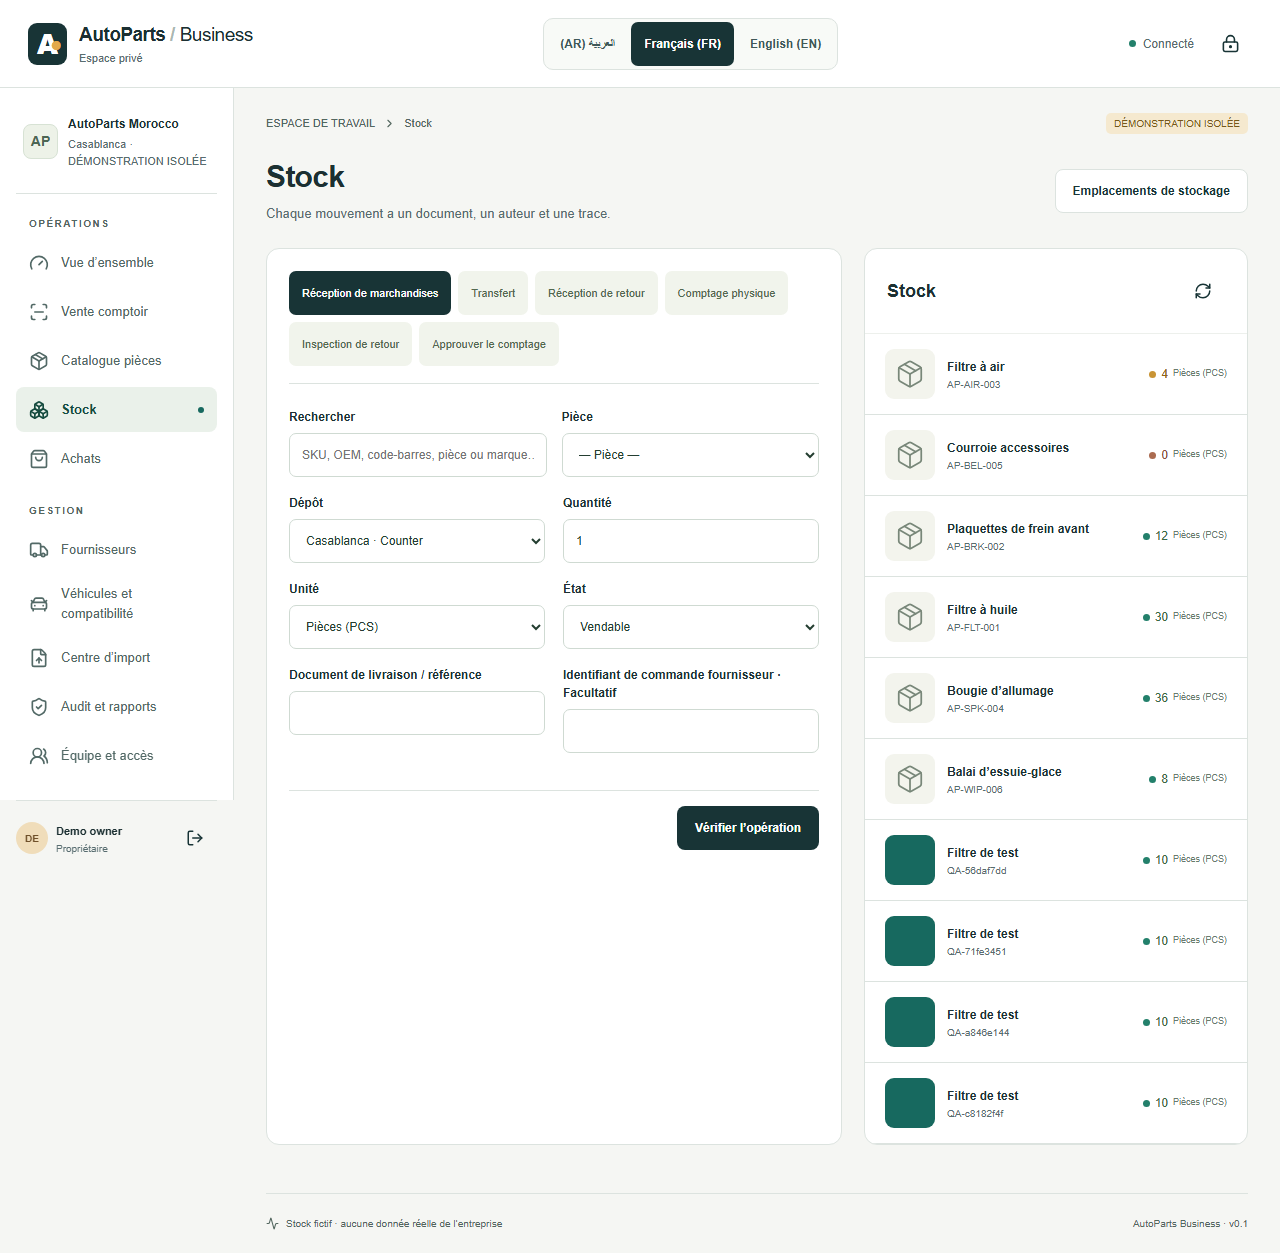 AutoParts / Business
Espace privé
العربية (AR)
Français (FR)
English (EN)
Connecté
AP
AutoParts Morocco
Casablanca ·
DÉMONSTRATION ISOLÉE
OPÉRATIONS
Vue d’ensemble
Vente comptoir
Catalogue pièces
Stock
Achats
GESTION
Fournisseurs
Véhicules et
compatibilité
Centre d’import
Audit et rapports
Équipe et accès
DE
Demo owner
Propriétaire
ESPACE DE TRAVAIL > Stock
DÉMONSTRATION ISOLÉE
Stock
Chaque mouvement a un document, un auteur et une trace.
Emplacements de stockage
Réception de marchandises
Transfert
Réception de retour
Comptage physique
Inspection de retour
Approuver le comptage
Rechercher
SKU, OEM, code-barres, pièce ou marque..
Pièce
— Pièce —
Dépôt
Casablanca · Counter
Quantité
1
Unité
Pièces (PCS)
État
Vendable
Document de livraison / référence
Identifiant de commande fournisseur ·
Facultatif
Vérifier l’opération
Stock
Filtre à air
AP-AIR-003
4 Pièces (PCS)
Courroie accessoires
AP-BEL-005
0 Pièces (PCS)
Plaquettes de frein avant
AP-BRK-002
12 Pièces (PCS)
Filtre à huile
AP-FLT-001
30 Pièces (PCS)
Bougie d’allumage
AP-SPK-004
36 Pièces (PCS)
Balai d’essuie-glace
AP-WIP-006
8 Pièces (PCS)
Filtre de test
QA-56daf7dd
10 Pièces (PCS)
Filtre de test
QA-71fe3451
10 Pièces (PCS)
Filtre de test
QA-a846e144
10 Pièces (PCS)
Filtre de test
QA-c8182f4f
10 Pièces (PCS)
Stock fictif · aucune donnée réelle de l’entreprise
AutoParts Business · v0.1